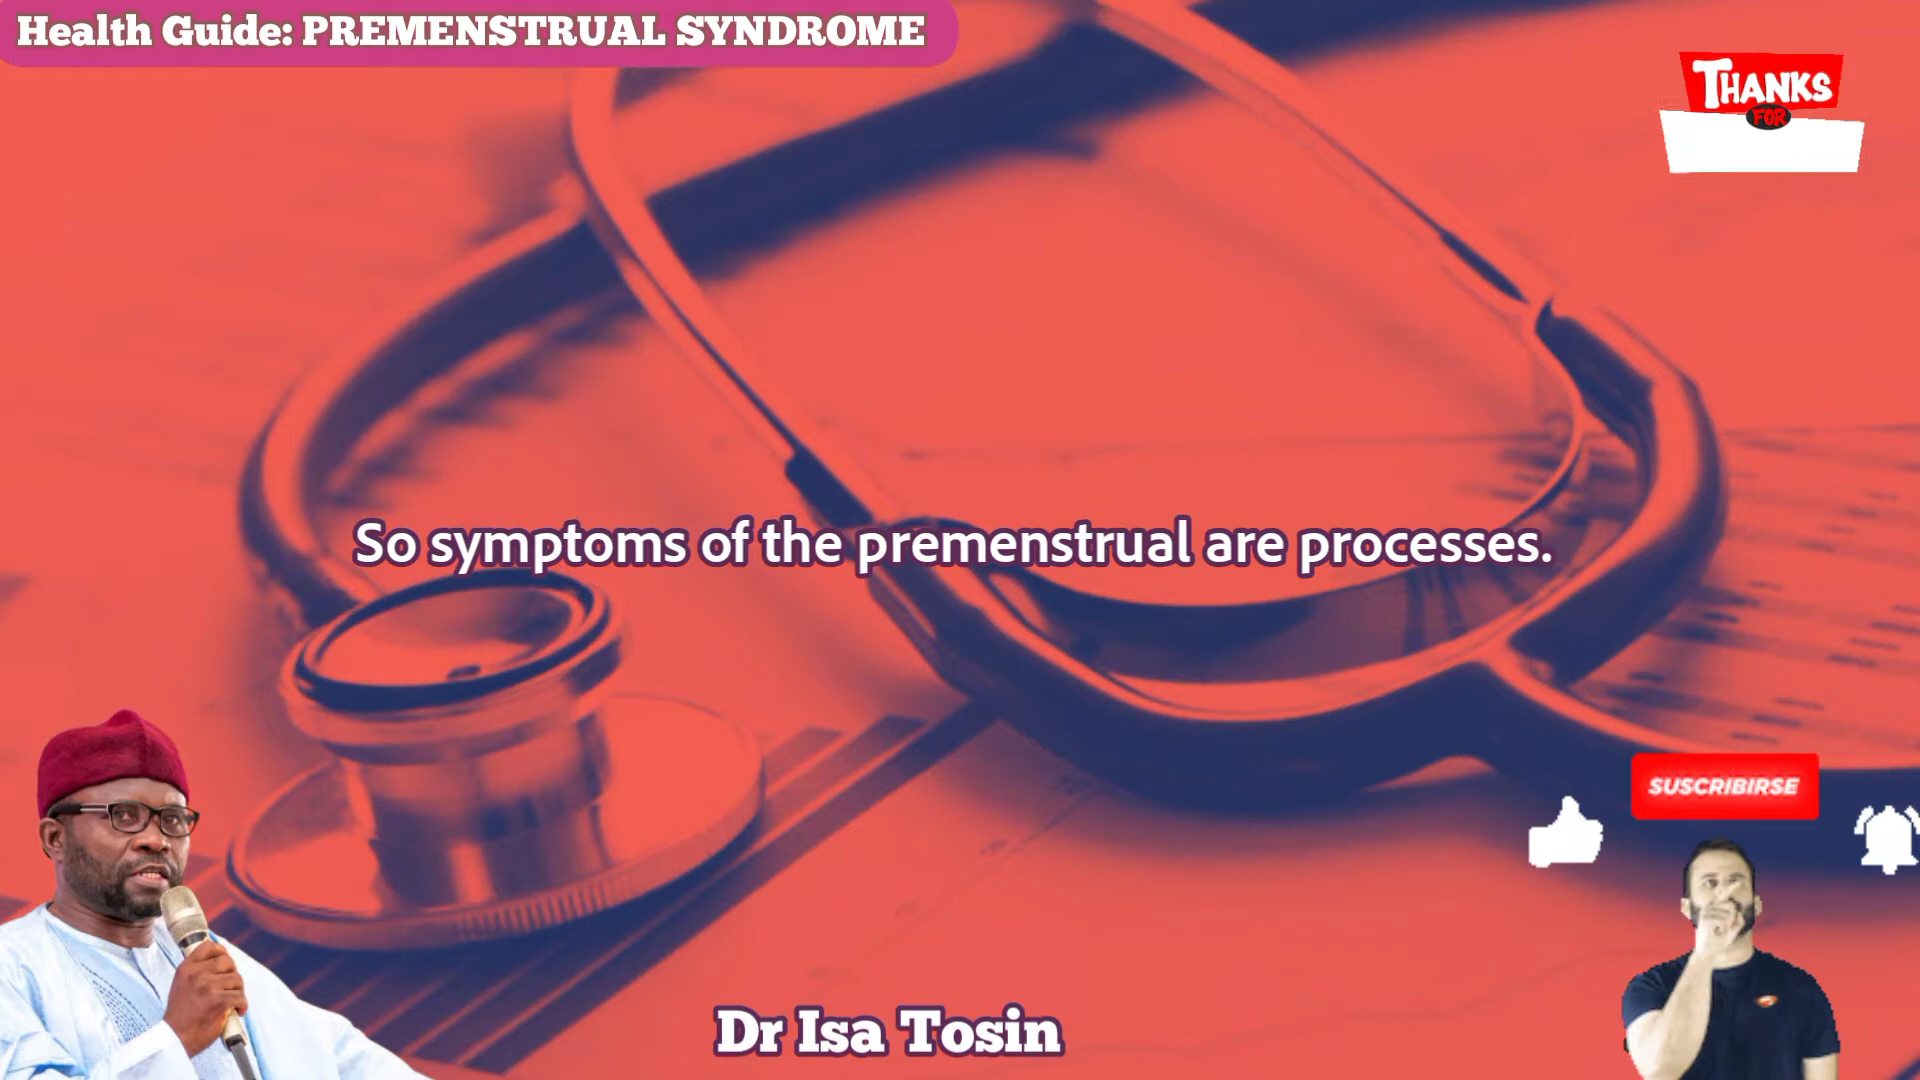 Health Guide: PREMENSTRUAL SYNDROME
THANKS
FOR
So symptoms of the premenstrual are processes.
SUSCRIBIRSE
Dr Isa Tosin